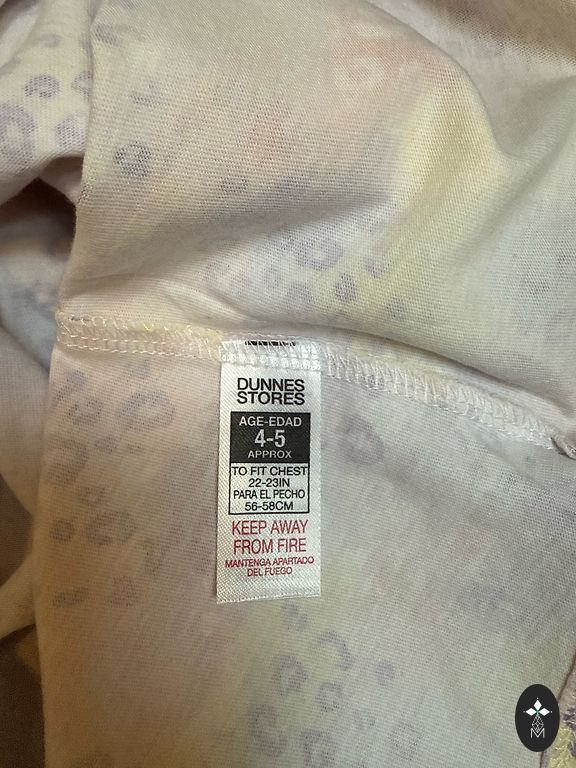 DUNNES
STORES
AGE-EDAD
4-5
APPROX
TO FIT CHEST
22-23IN
PARA EL PECHO
56-58CM
KEEP AWAY
FROM FIRE
MANTENGA APARTADO
DEL FUEGO
M